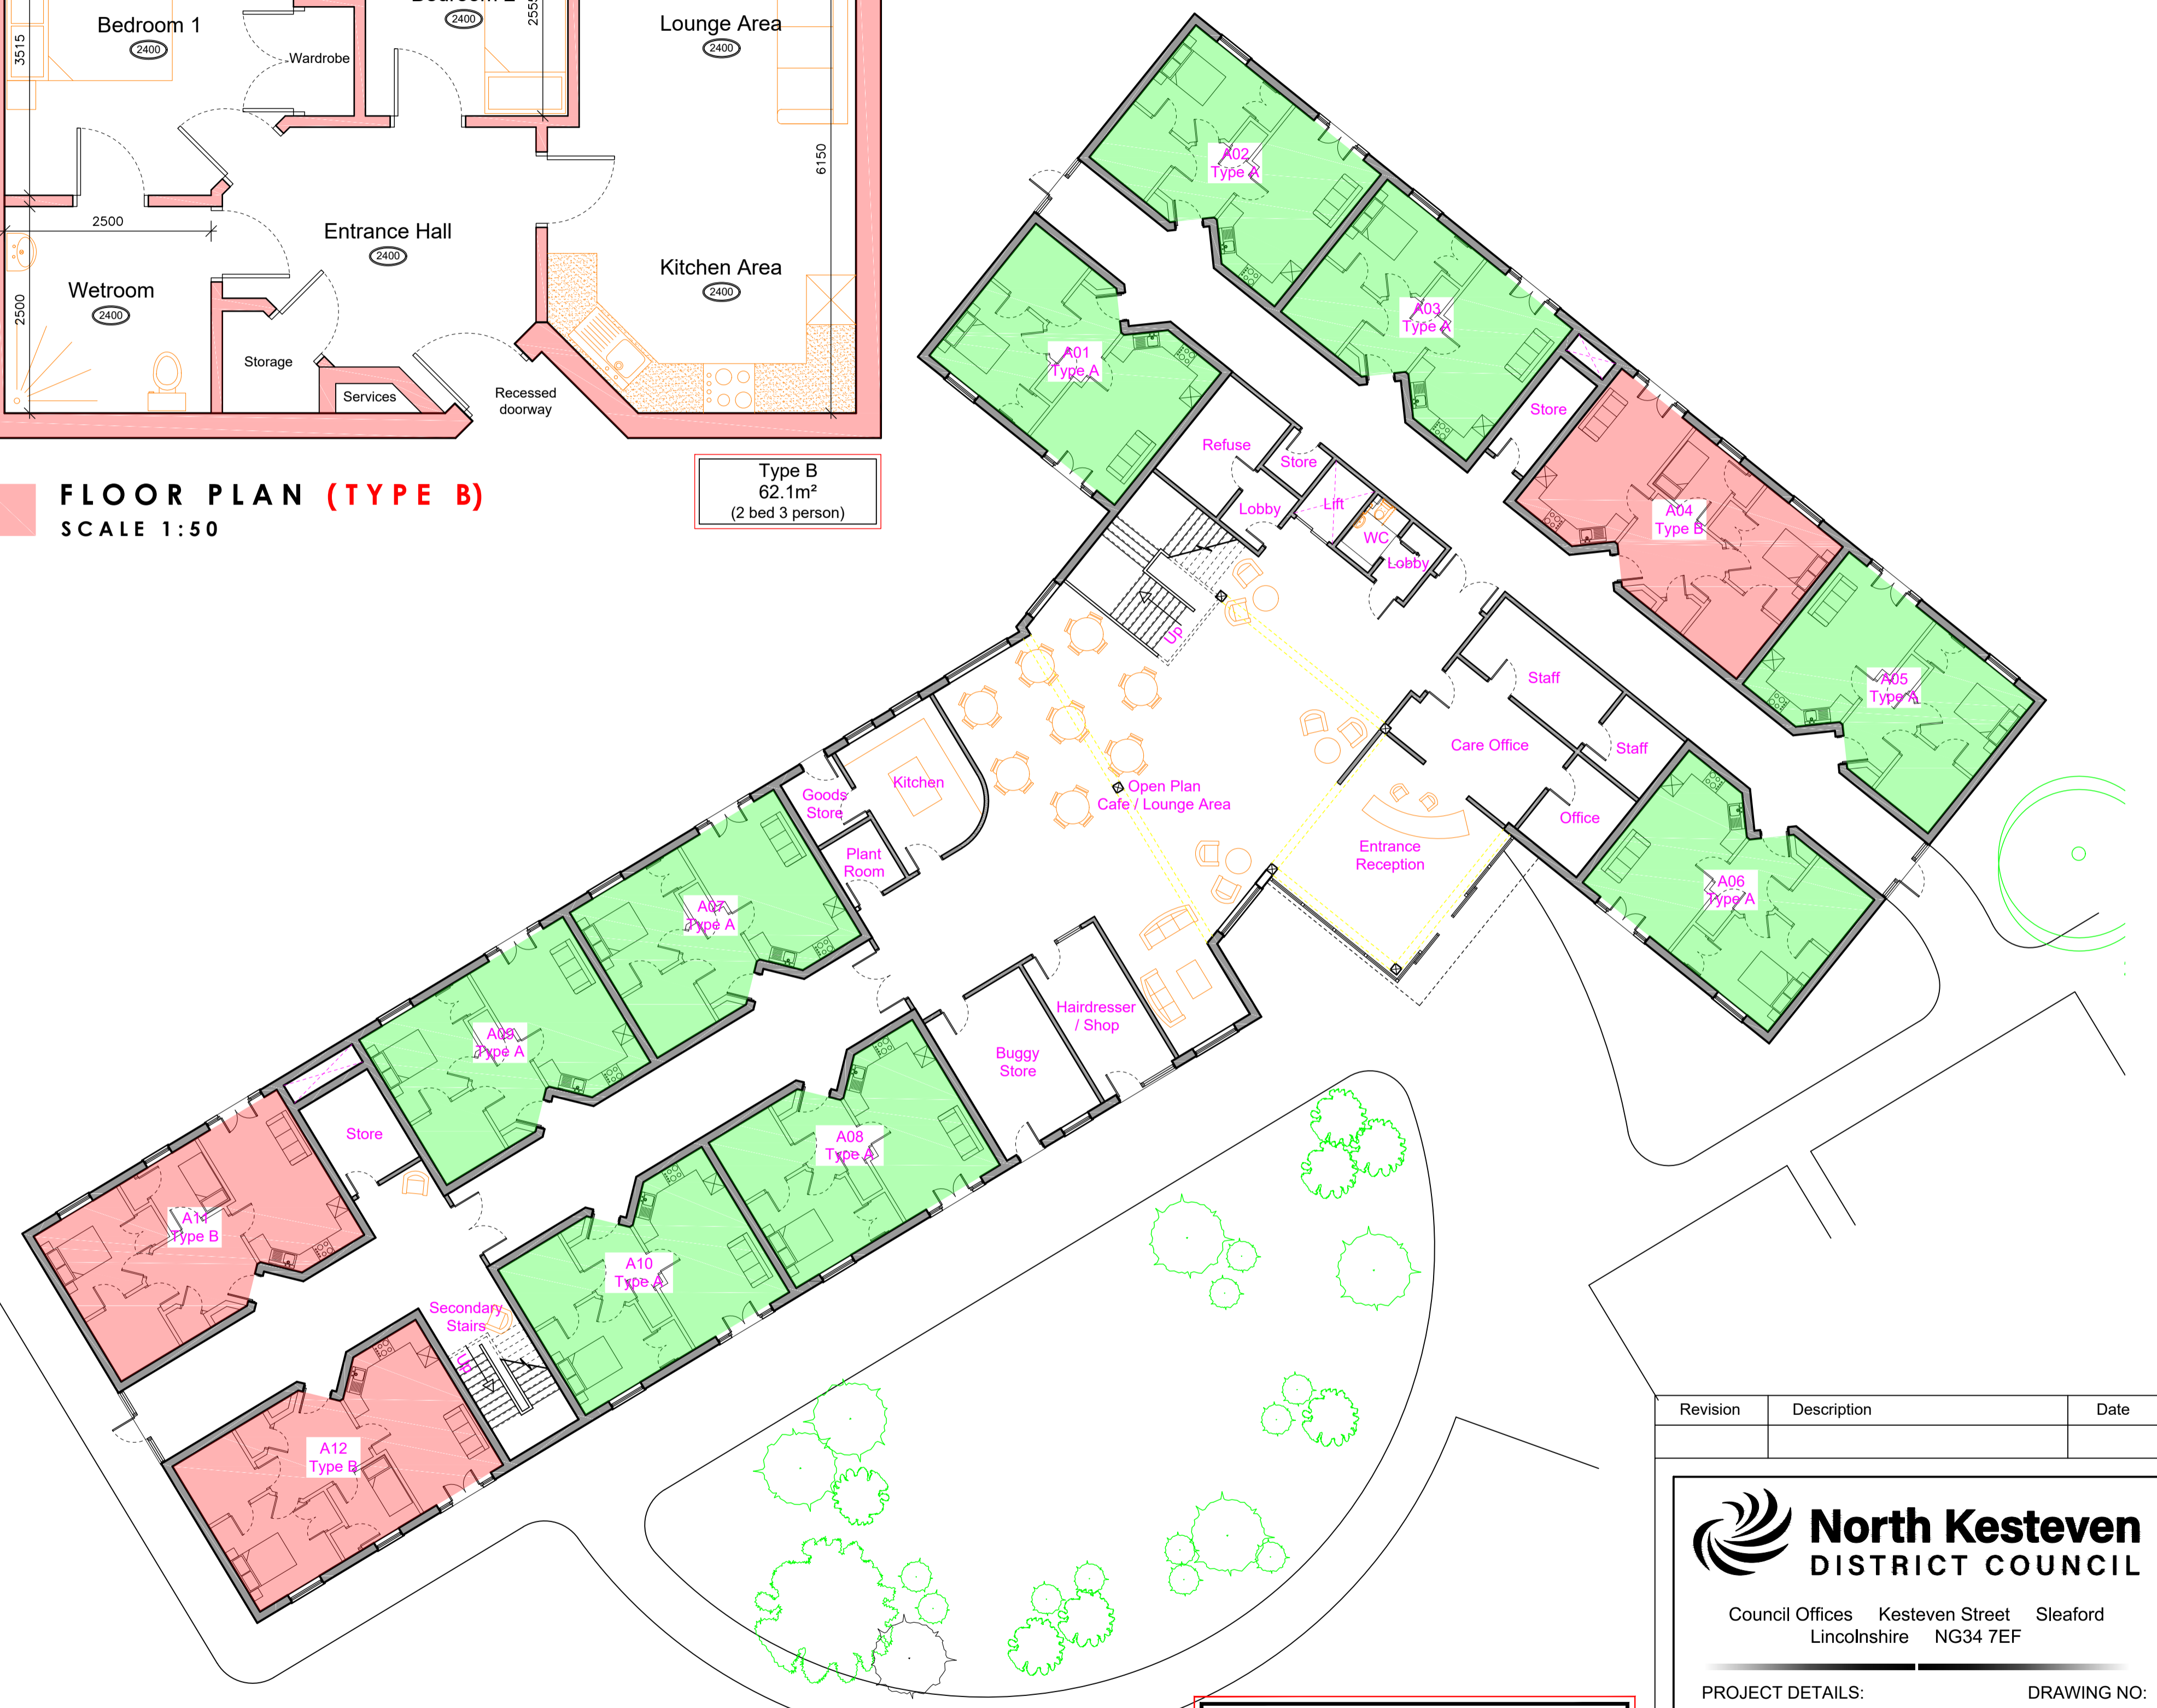 Bedroom 1
2400
Wardrobe
3515
2400
2555
Lounge Area
2400
6150
2500
Entrance Hall
2400
Kitchen Area
2400
Wetroom
2400
2500
Storage
Services
Recessed
doorway
FLOOR PLAN (TYPE B)
SCALE 1:50
Type B
62.1m²
(2 bed 3 person)
A02
Type A
A03
Type A
A01
Type A
Store
Refuse
Store
Lobby
Lift
WC
Lobby
A04
Type B
UP
Staff
A05
Type A
Care Office
Staff
Kitchen
Goods
Store
Open Plan
Cafe / Lounge Area
Office
Plant
Room
Entrance
Reception
A06
Type A
A07
Type A
A09
Type A
Hairdresser
/ Shop
Buggy
Store
Store
A08
Type A
A11
Type B
A10
Type A
Secondary
Stairs
UP
A12
Type B
Revision Description Date
North Kesteven
DISTRICT COUNCIL
Council Offices Kesteven Street Sleaford
Lincolnshire NG34 7EF
PROJECT DETAILS: DRAWING NO: